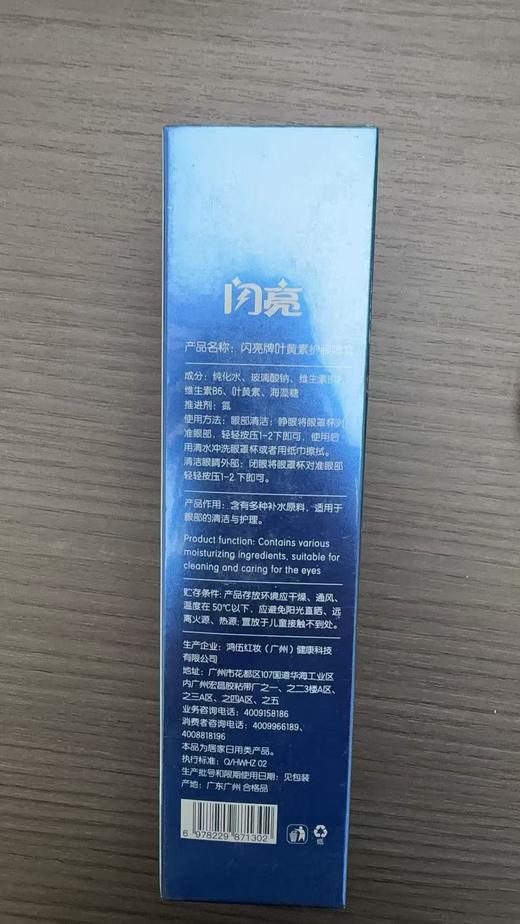 闪亮
产品名称：闪亮牌叶黄素护眼喷雾
成分：纯化水、玻璃酸钠、维生素B12、
维生素B6、叶黄素、海藻糖
推进剂：氮
使用方法：眼部清洁：睁眼将眼罩杯对
准眼部，轻轻按压1-2下即可，使用后
用清水冲洗眼罩杯或者用纸巾擦拭。
清洁眼睛外部：闭眼将眼罩杯对准眼部
轻轻按压1-2 下即可。
产品作用：含有多种补水原料，适用于
眼部的清洁与护理。
Product function: Contains various
moisturizing ingredients, suitable for
cleaning and caring for the eyes
贮存条件：产品存放环境应干燥、通风、
温度在 50℃以下，应避免阳光直晒、远
离火源、热源；置放于儿童接触不到处。
生产企业：鸿伍红妆（广州）健康科技
有限公司
地址：广州市花都区107国道华海工业区
内广州宏昌胶粘带厂之一、之二3楼A区、
之三A区、之四A区、之五
业务咨询电话：4009158186
消费者咨询电话：4009966189、
4008818196
本品为居家日用类产品。
执行标准：Q/HWHZ 02
生产批号和限期使用日期：见包装
产地：广东广州 合格品
6 978229 871302
纸